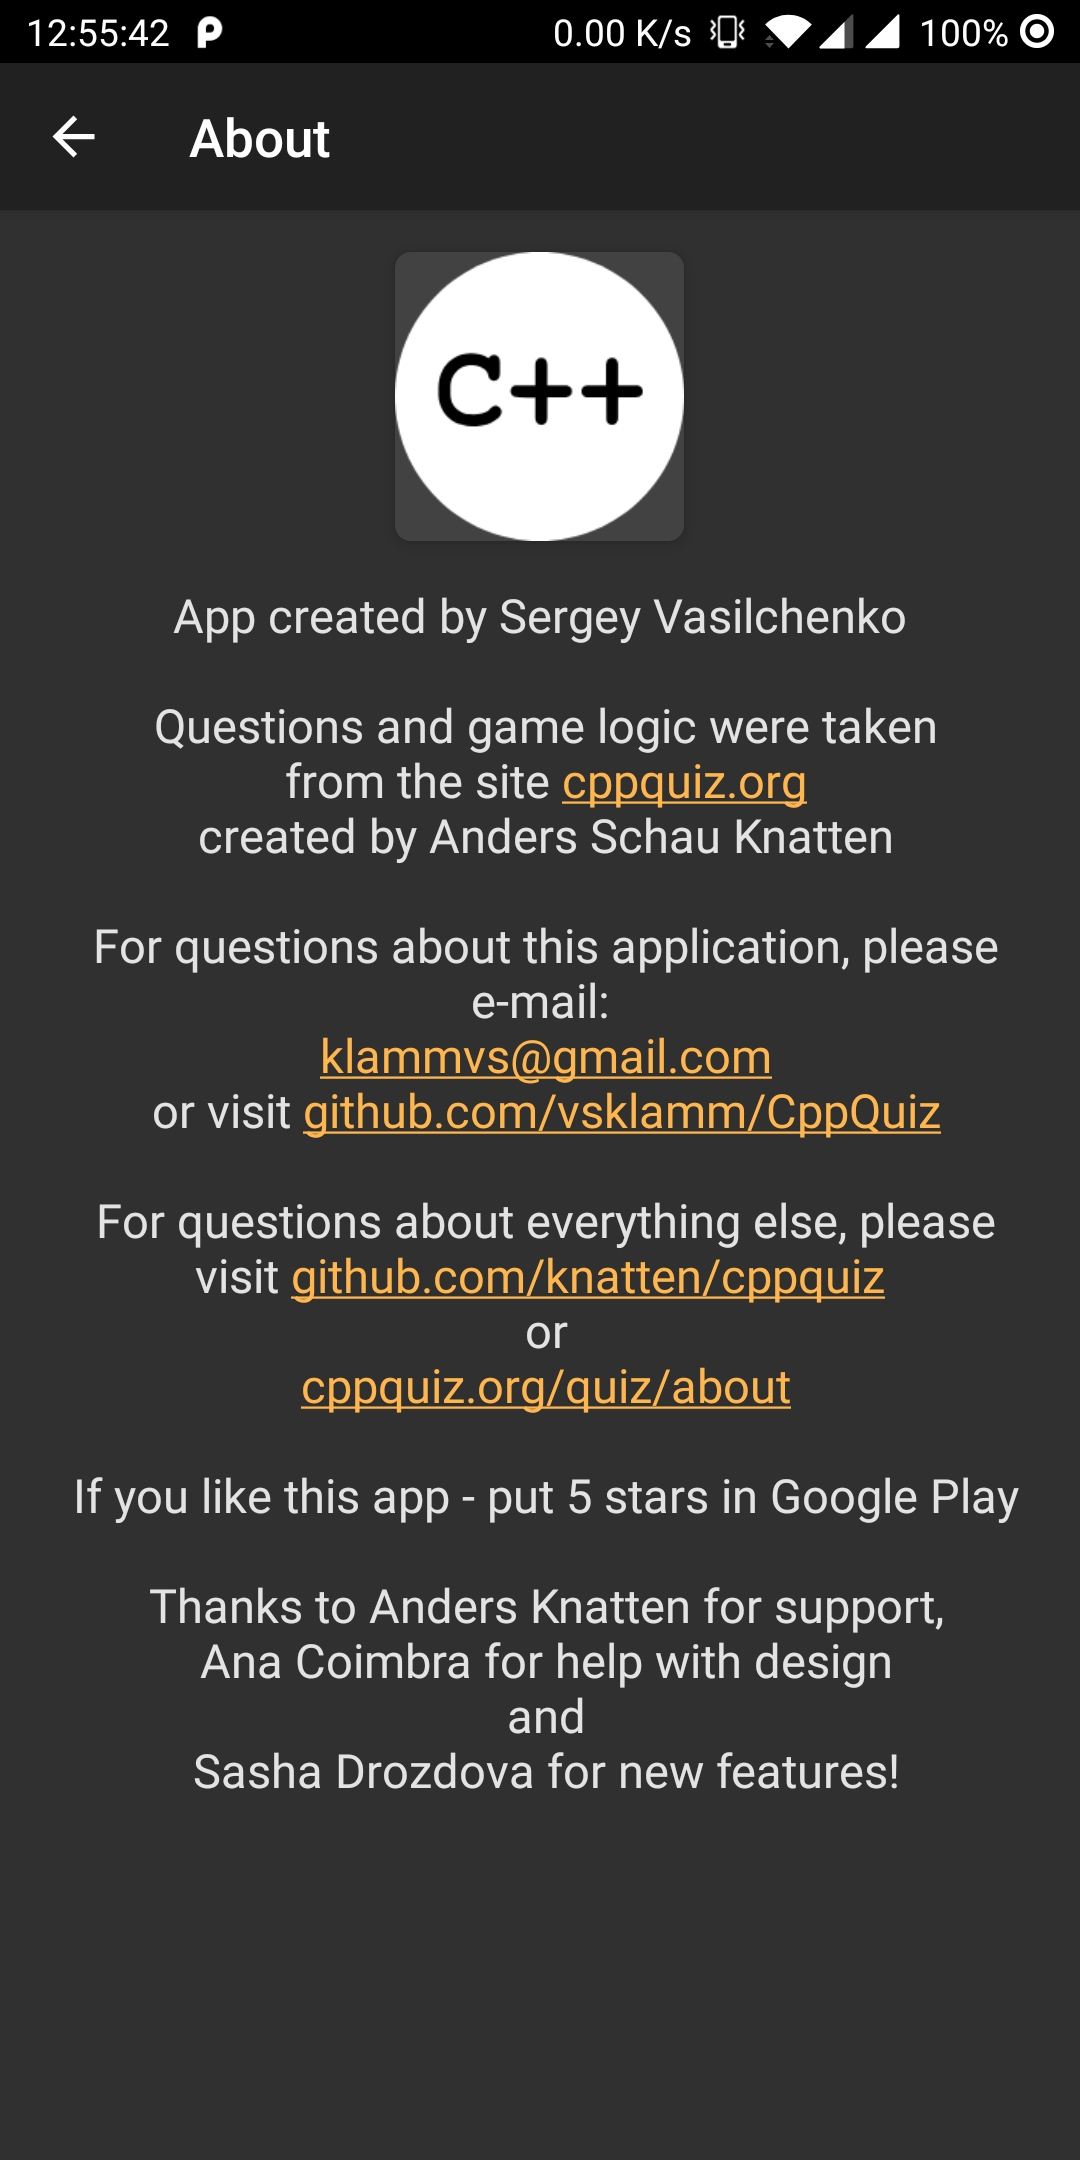 12:55:42 0.00 K/s 100%
About
C++
App created by Sergey Vasilchenko
Questions and game logic were taken
from the site cppquiz.org
created by Anders Schau Knatten
For questions about this application, please
e-mail:
klammvs@gmail.com
or visit github.com/vsklamm/CppQuiz
For questions about everything else, please
visit github.com/knatten/cppquiz
or
cppquiz.org/quiz/about
If you like this app - put 5 stars in Google Play
Thanks to Anders Knatten for support,
Ana Coimbra for help with design
and
Sasha Drozdova for new features!